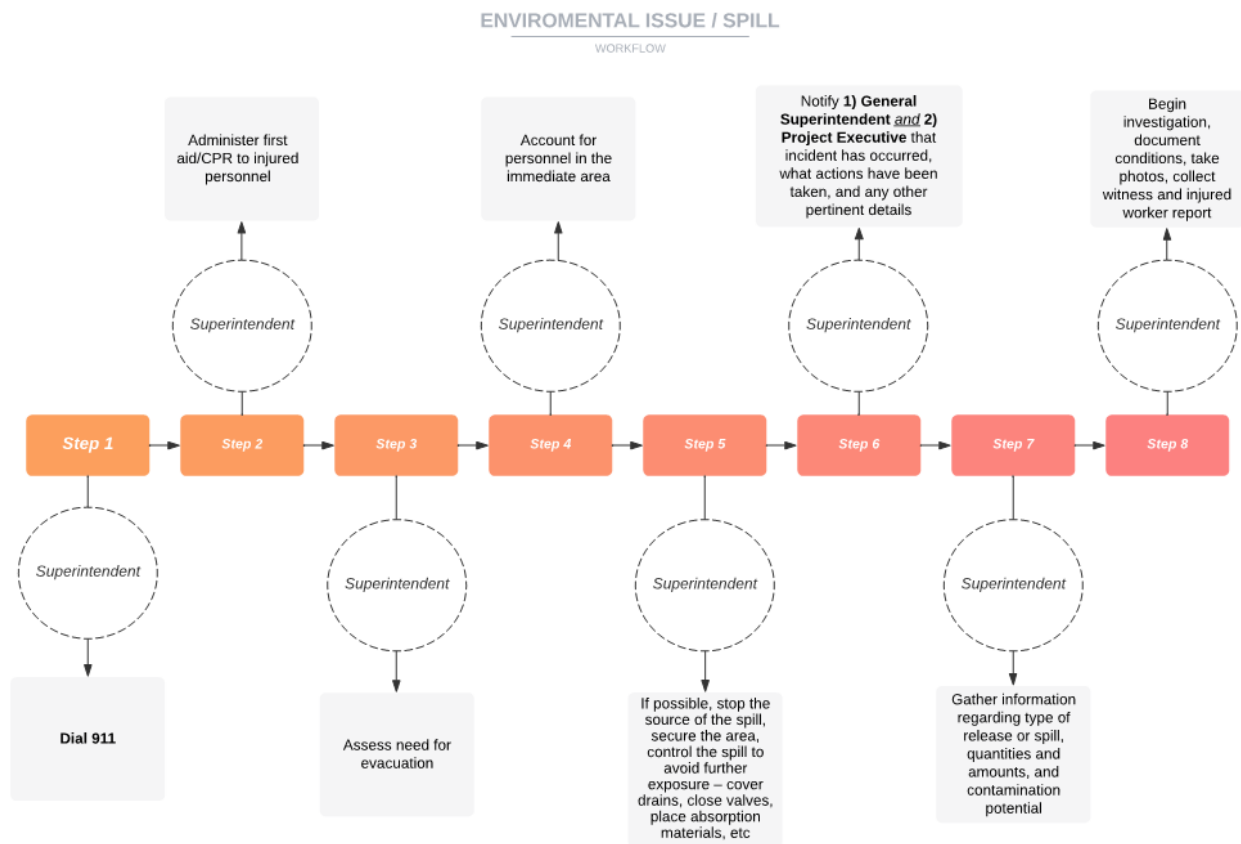 ENVIROMENTAL ISSUE / SPILL
WORKFLOW
Administer first
aid/CPR to injured
personnel
Account for
personnel in the
immediate area
Notify 1) General
Superintendent and 2)
Project Executive that
incident has occurred,
what actions have been
taken, and any other
pertinent details
Begin
investigation,
document
conditions, take
photos, collect
witness and injured
worker report
Superintendent
Superintendent
Superintendent
Superintendent
Step 1
Step 2
Step 3
Step 4
Step 5
Step 6
Step 7
Step 8
Superintendent
Superintendent
Superintendent
Superintendent
Dial 911
Assess need for
evacuation
If possible, stop the
source of the spill,
secure the area,
control the spill to
avoid further
exposure – cover
drains, close valves,
place absorption
materials, etc
Gather information
regarding type of
release or spill,
quantities and
amounts, and
contamination
potential